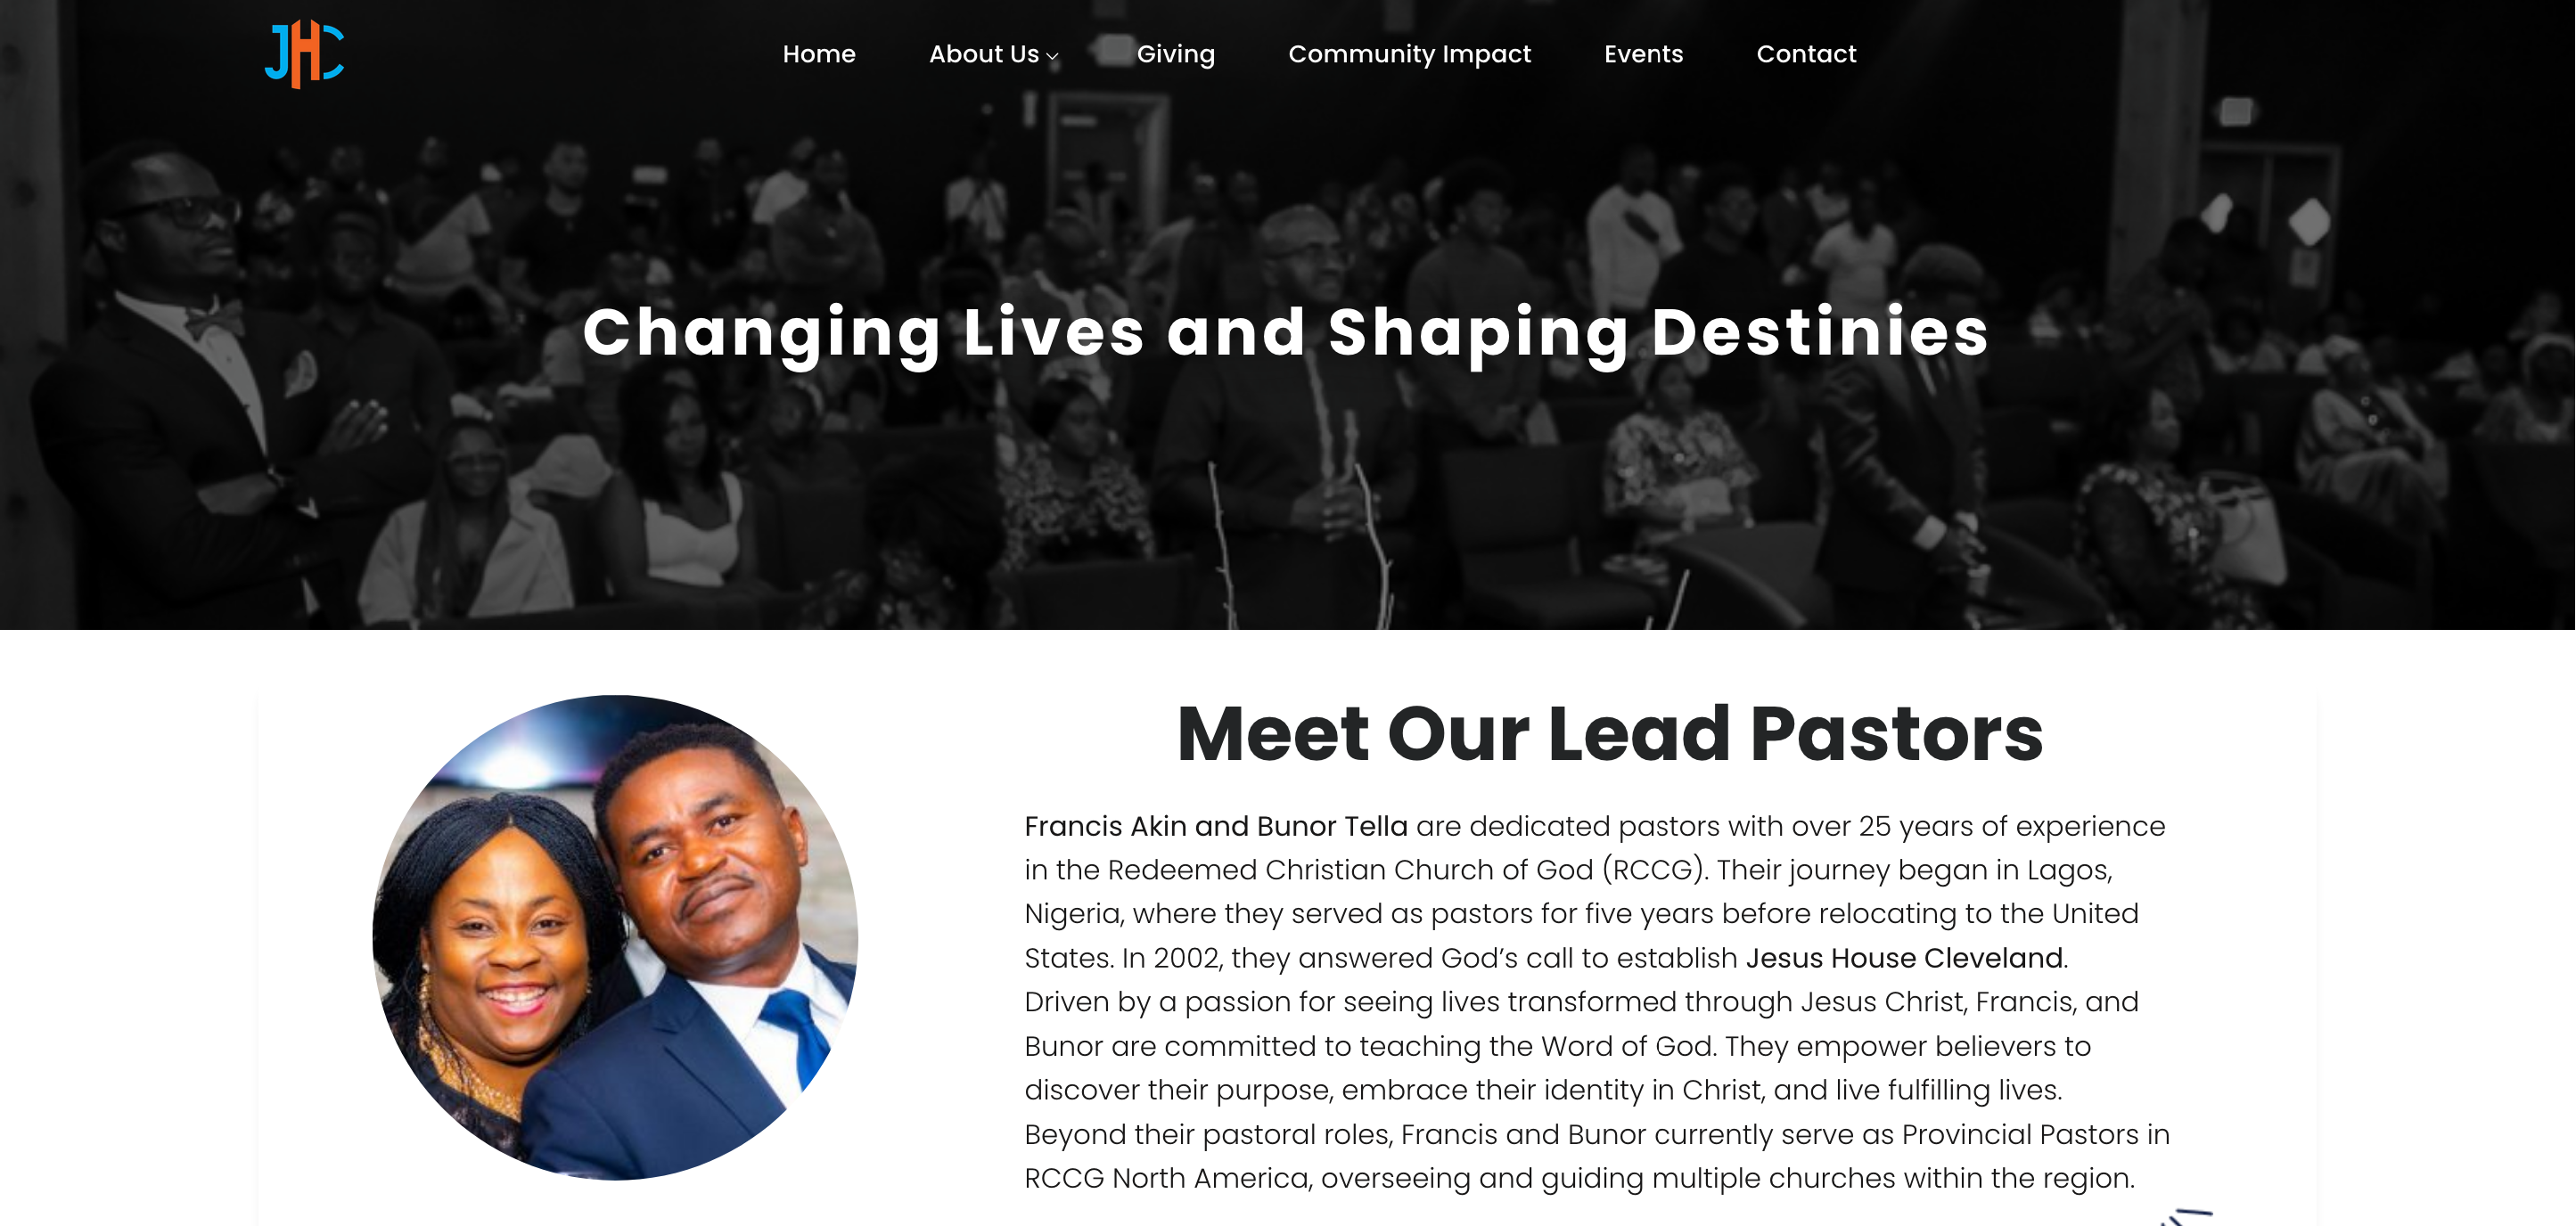 JHC
Home About Us Giving Community Impact Events Contact
Changing Lives and Shaping Destinies
Meet Our Lead Pastors
Francis Akin and Bunor Tella are dedicated pastors with over 25 years of experience
in the Redeemed Christian Church of God (RCCG). Their journey began in Lagos,
Nigeria, where they served as pastors for five years before relocating to the United
States. In 2002, they answered God’s call to establish Jesus House Cleveland.
Driven by a passion for seeing lives transformed through Jesus Christ, Francis, and
Bunor are committed to teaching the Word of God. They empower believers to
discover their purpose, embrace their identity in Christ, and live fulfilling lives.
Beyond their pastoral roles, Francis and Bunor currently serve as Provincial Pastors in
RCCG North America, overseeing and guiding multiple churches within the region.